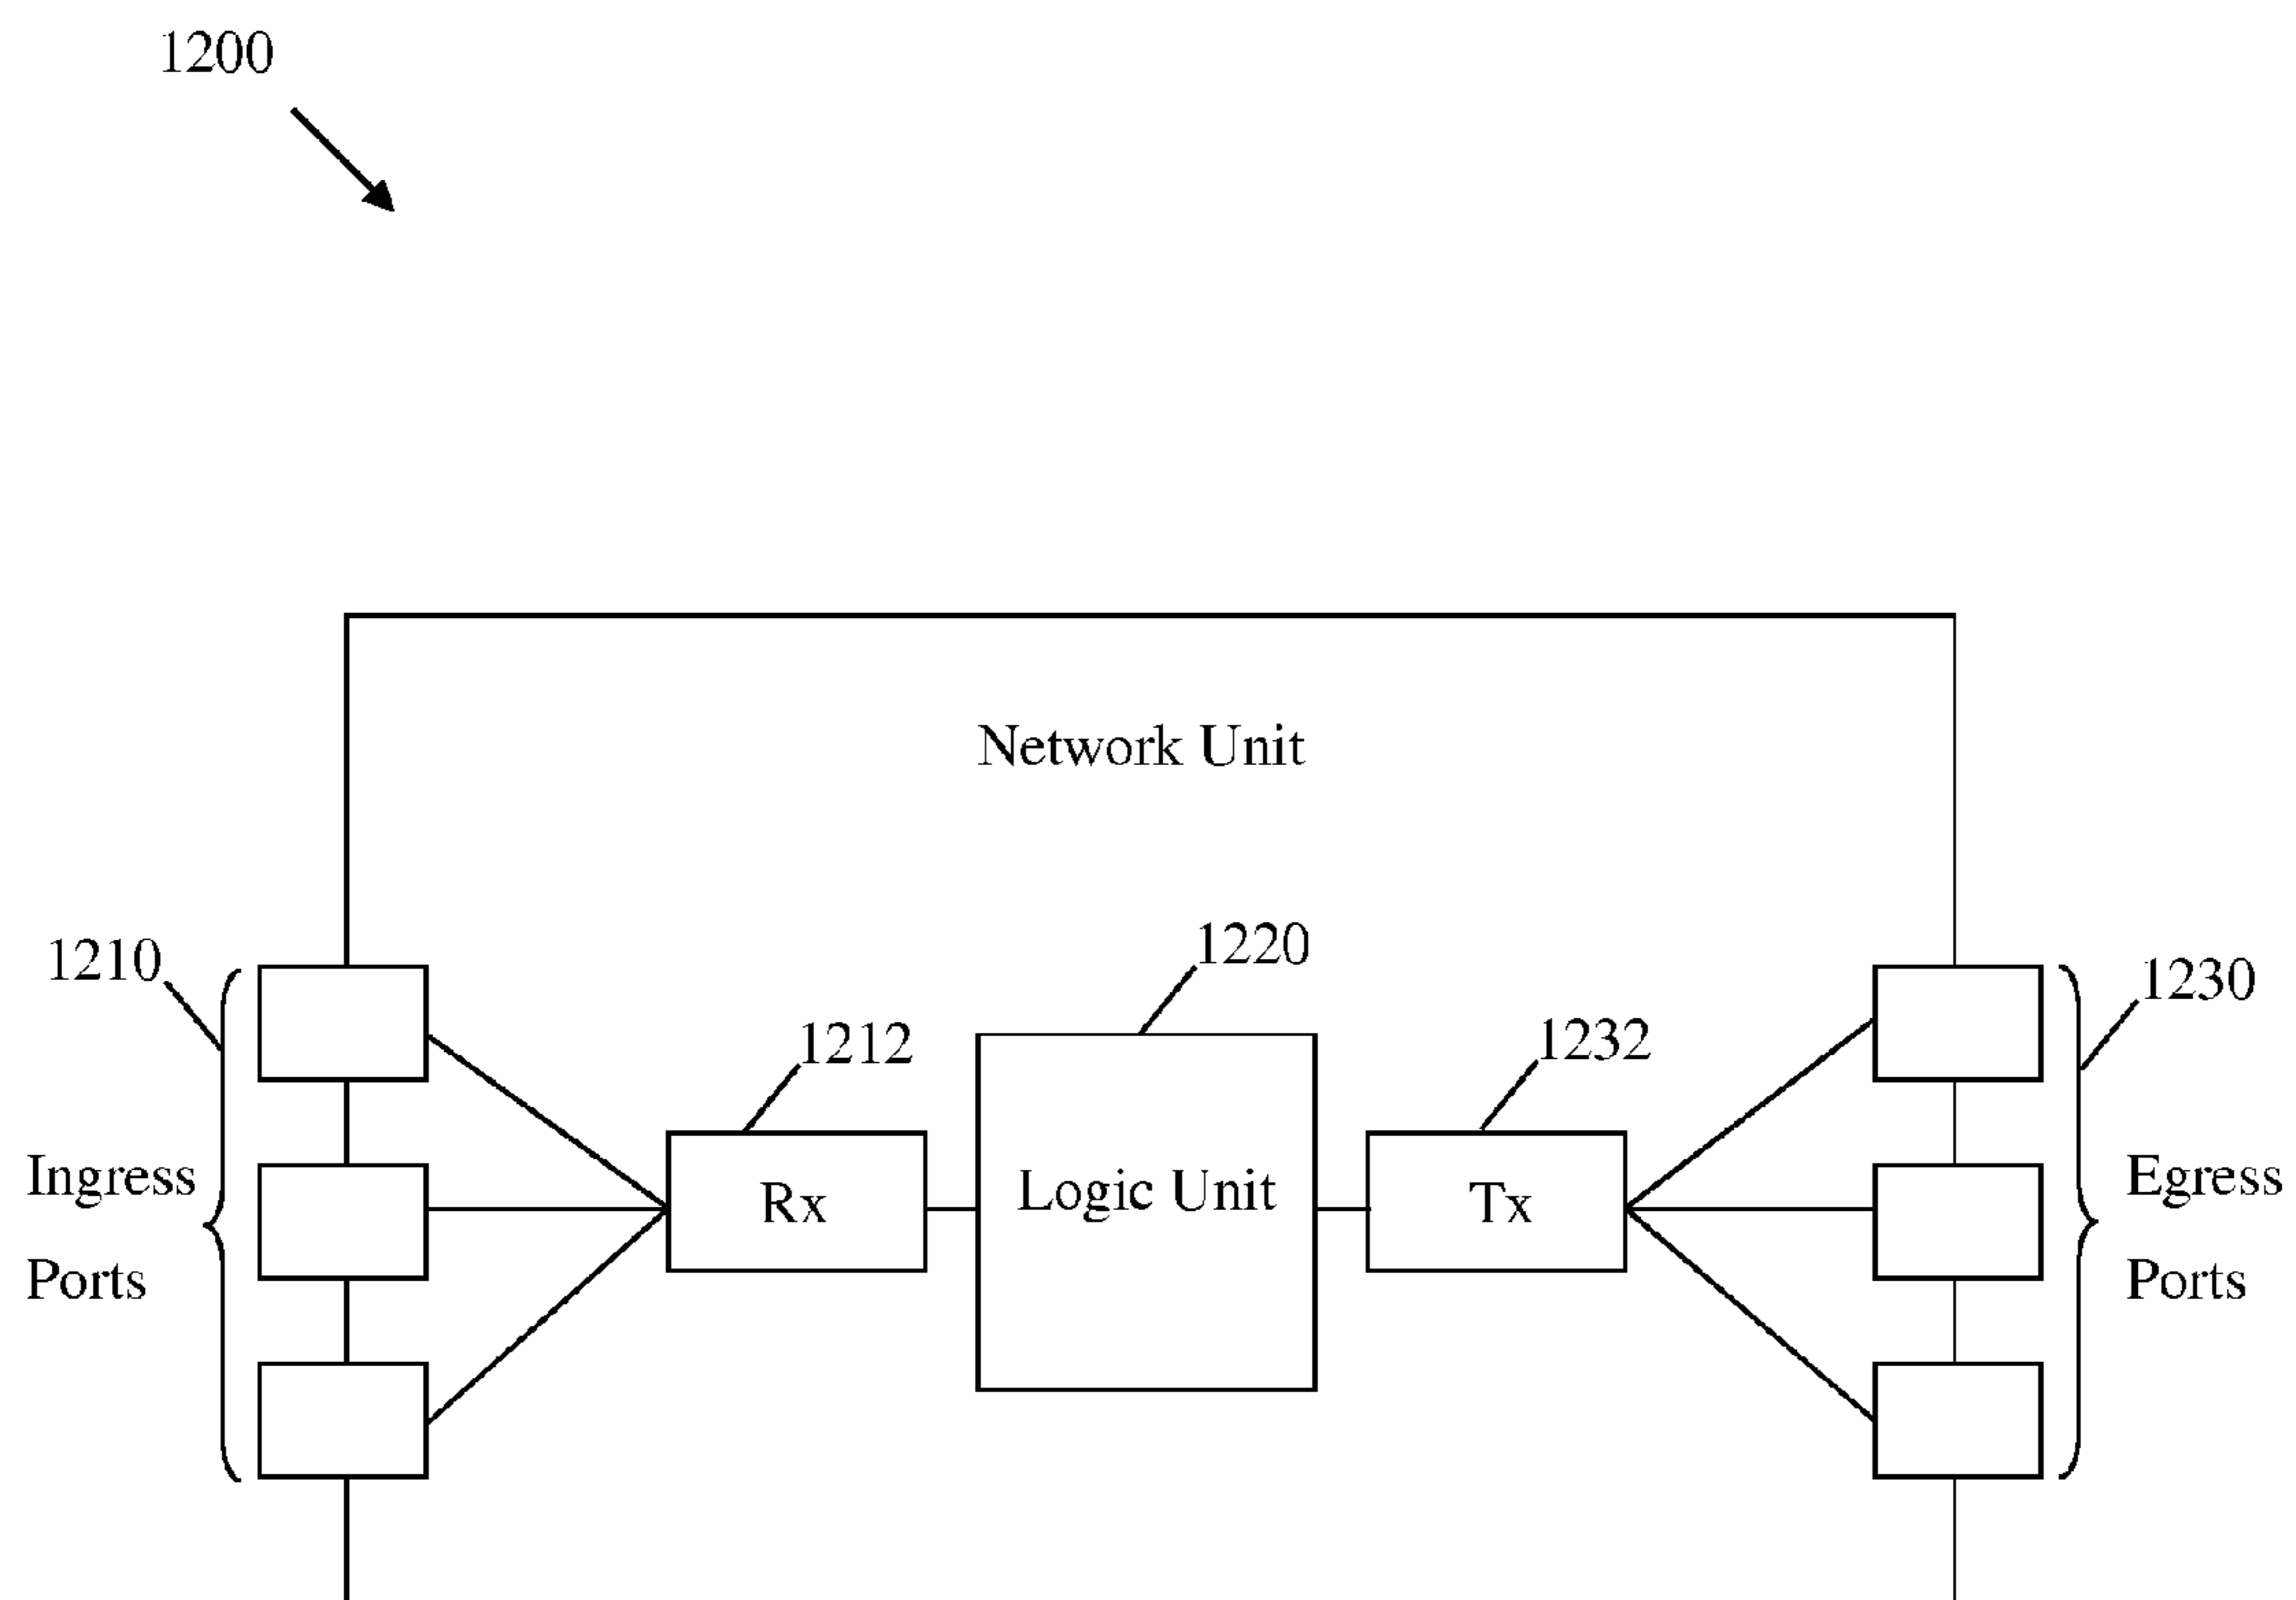 1200
Network Unit
1210
1220
1230
1212
1232
Ingress
Ports
Rx
Logic Unit
Tx
Egress
Ports